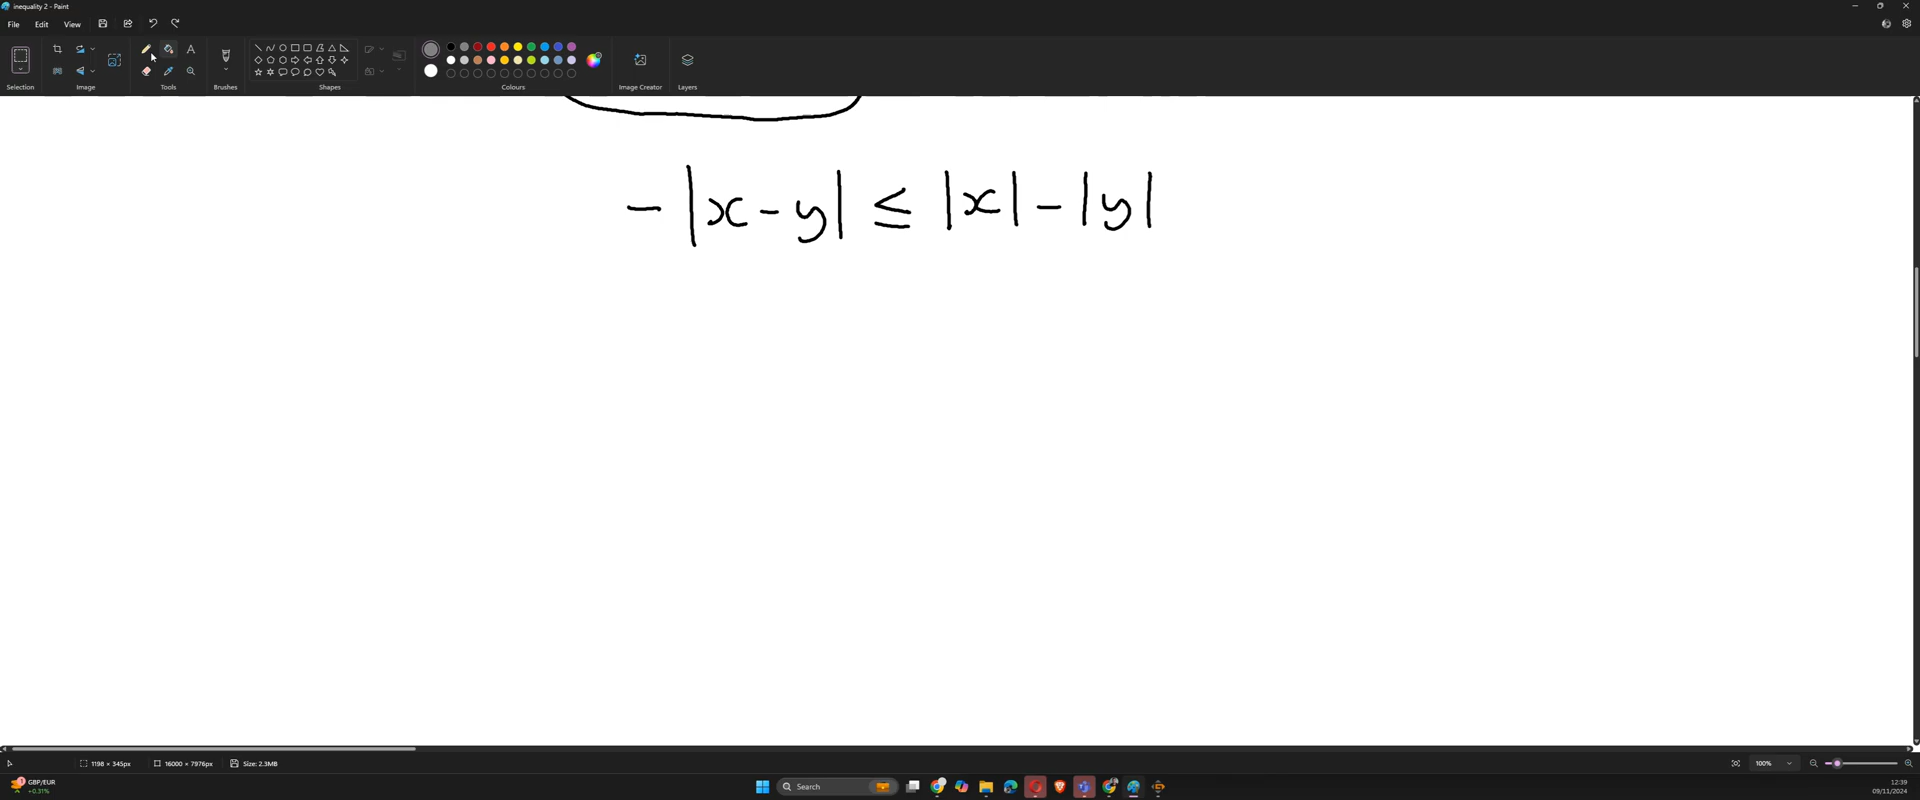 inequality 2 - Paint
File Edit View
Selection Image Tools Brushes Shapes Colours Image Creator Layers
- |x - y| ≤ |x| - |y|
1198 × 345px 16000 × 7976px Size: 2.3MB 100%
GBP/EUR
+0.31%
Search
12:39
09/11/2024